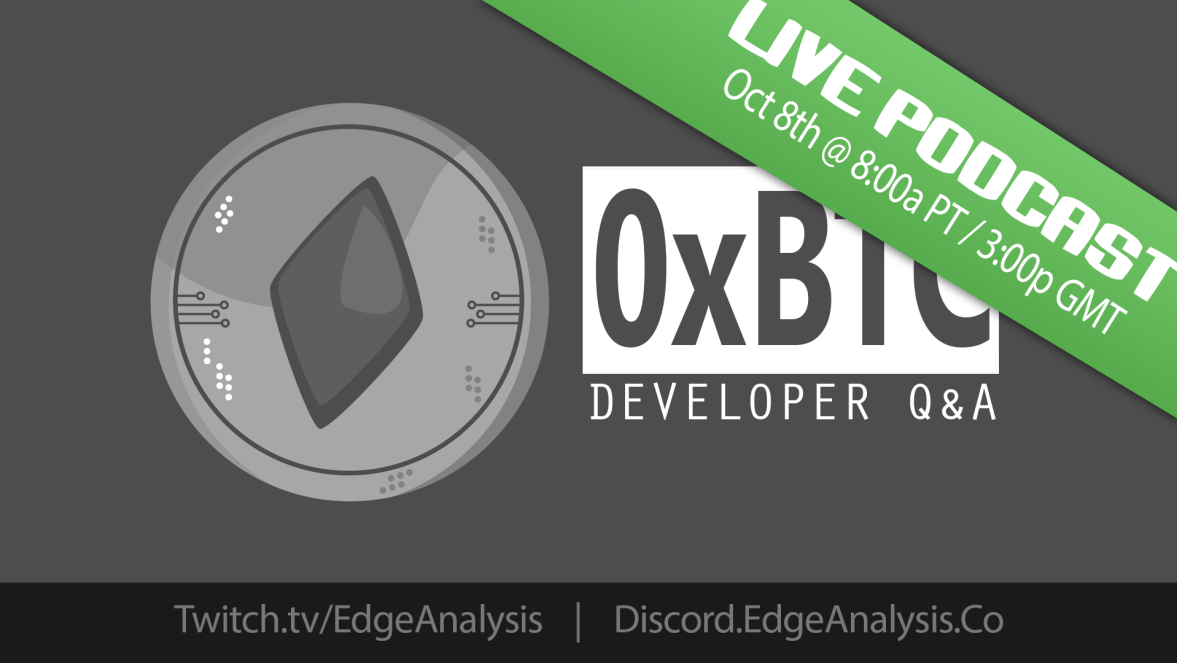 LIVE PODCAST
Oct 8th @ 8:00a PT / 3:00p GMT
0xBTC
DEVELOPER Q&A
Twitch.tv/EdgeAnalysis | Discord.EdgeAnalysis.Co